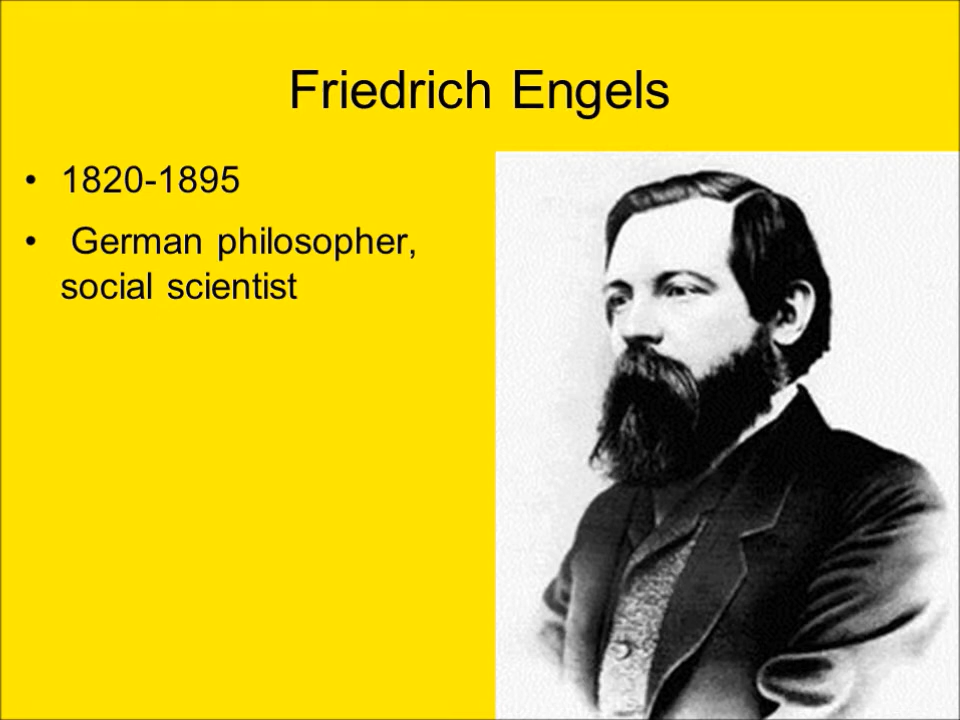 Friedrich Engels
• 1820-1895
• German philosopher,
social scientist